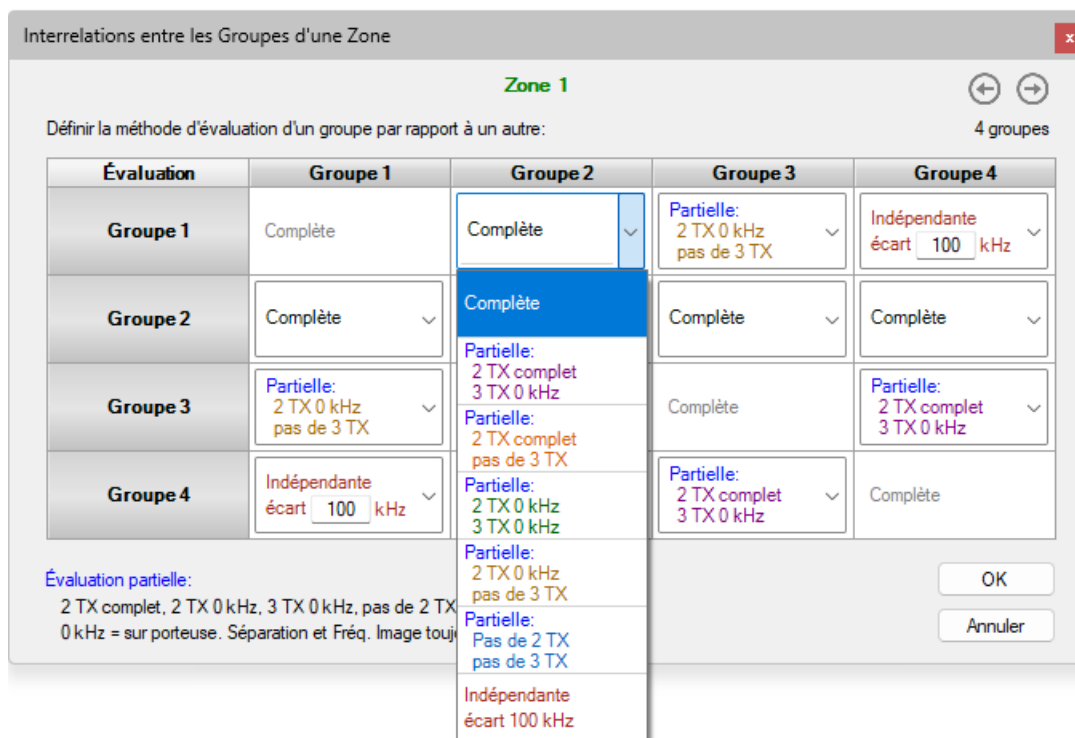 Interrelations entre les Groupes d'une Zone
x
Zone 1
Définir la méthode d'évaluation d'un groupe par rapport à un autre:
4 groupes
Évaluation Groupe 1 Groupe 2 Groupe 3 Groupe 4
Groupe 1
Complète
Complète
Partielle:
2 TX 0 kHz
pas de 3 TX
Indépendante
écart 100 kHz
Groupe 2
Complète
Complète
Complète
Groupe 3
Partielle:
2 TX 0 kHz
pas de 3 TX
Complète
Partielle:
2 TX complet
3 TX 0 kHz
Groupe 4
Indépendante
écart 100 kHz
Partielle:
2 TX complet
3 TX 0 kHz
Complète
Complète
Partielle:
2 TX complet
3 TX 0 kHz
Partielle:
2 TX complet
pas de 3 TX
Partielle:
2 TX 0 kHz
3 TX 0 kHz
Partielle:
2 TX 0 kHz
pas de 3 TX
Partielle:
Pas de 2 TX
pas de 3 TX
Indépendante
écart 100 kHz
Évaluation partielle:
2 TX complet, 2 TX 0 kHz, 3 TX 0 kHz, pas de 2 TX
0 kHz = sur porteuse. Séparation et Fréq. Image
OK
Annuler